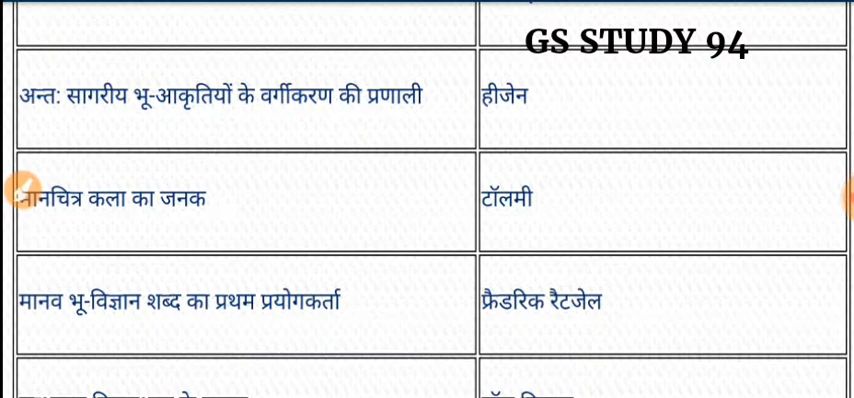 GS STUDY 94
अन्त: सागरीय भू-आकृतियों के वर्गीकरण की प्रणाली हीजेन
मानचित्र कला का जनक टॉलमी
मानव भू-विज्ञान शब्द का प्रथम प्रयोगकर्ता फ्रैडरिक रैटजेल